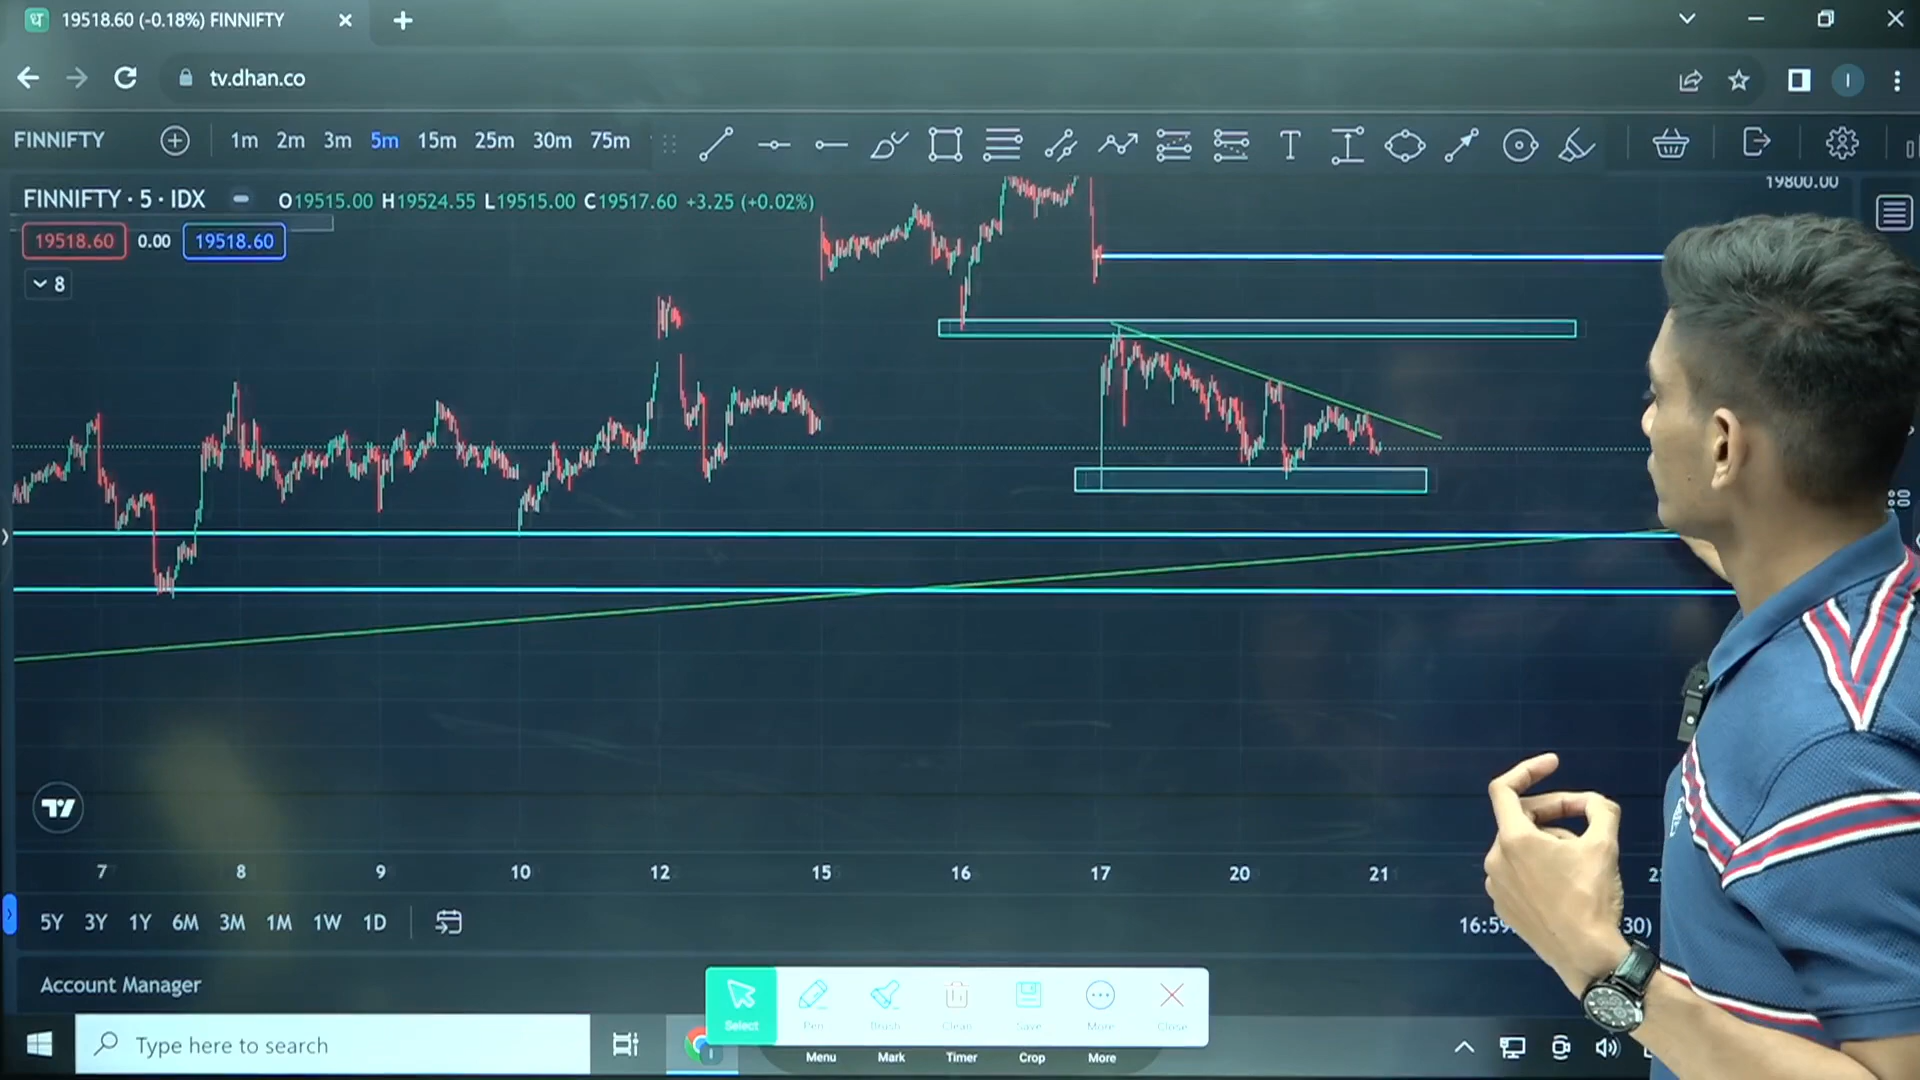 19518.60 (-0.18%) FINNIFTY
tv.dhan.co
I
FINNIFTY 1m 2m 3m 5m 15m 25m 30m 75m
T
FINNIFTY · 5 · IDX O19515.00 H19524.55 L19515.00 C19517.60 +3.25 (+0.02%)
19800.00
19518.60 0.00 19518.60
8
7 8 9 10 12 15 16 17 20 21
5Y 3Y 1Y 6M 3M 1M 1W 1D
16:59
30)
Account Manager
Select Pen Brush Clean Save More Close
Type here to search
Menu Mark Timer Crop More